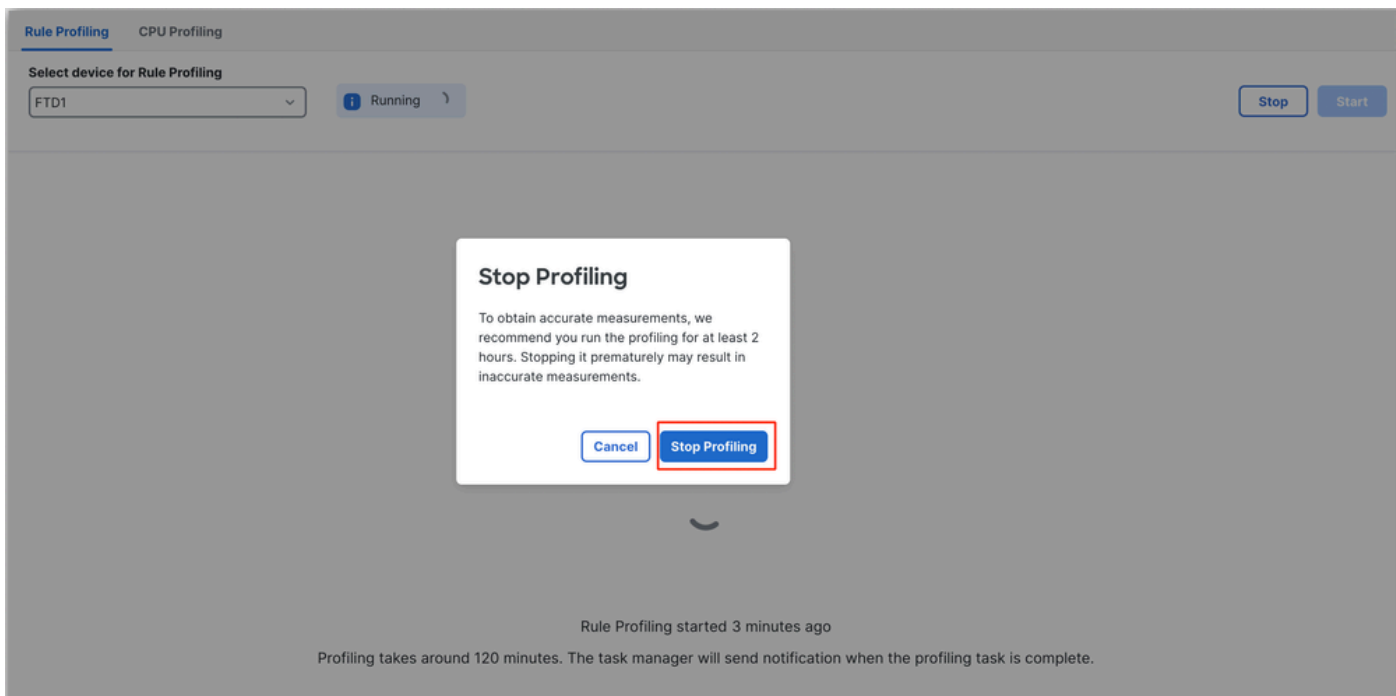 Rule Profiling
CPU Profiling
Select device for Rule Profiling
FTD1
Running
Stop
Start
Stop Profiling
To obtain accurate measurements, we
recommend you run the profiling for at least 2
hours. Stopping it prematurely may result in
inaccurate measurements.
Cancel
Stop Profiling
Rule Profiling started 3 minutes ago
Profiling takes around 120 minutes. The task manager will send notification when the profiling task is complete.